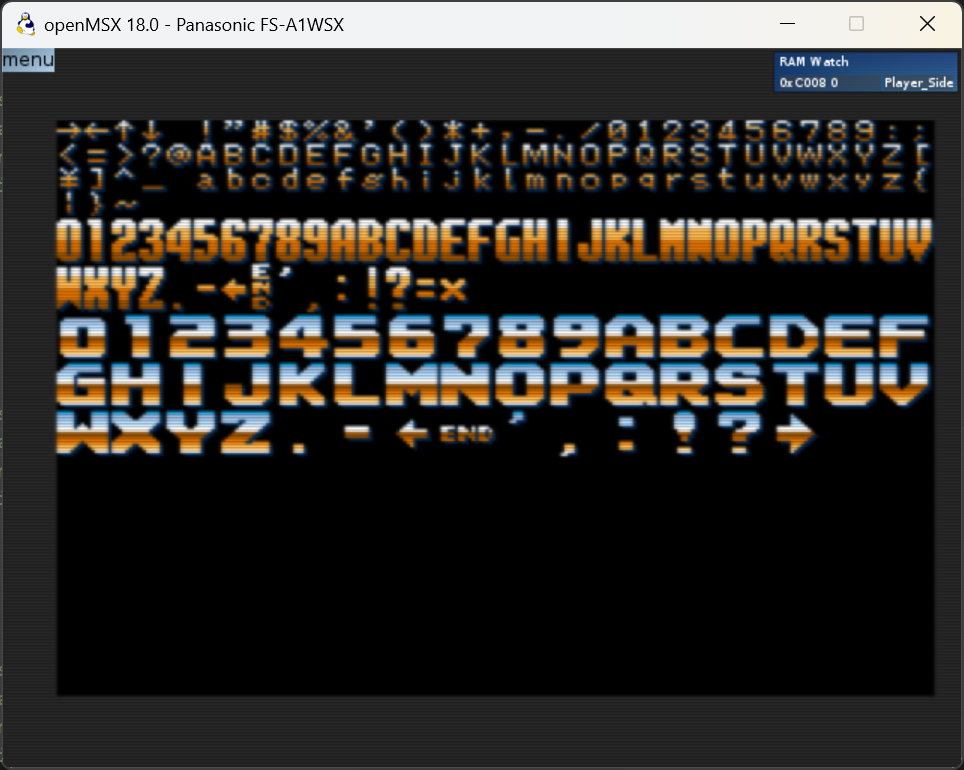 openMSX 18.0 - Panasonic FS-A1WSX
menu
RAM Watch
0xC008 0 Player_Side
→←↑↓ !"#$%&'()*+,-./0123456789:;
<=>?@ABCDEFGHIJKLMNOPQRSTUVWXYZ[
¥]^_ abcdefghijklmnopqrstuvwxyz{
¦}~
0123456789ABCDEFGHIJKLMNOPQRSTUV
WXYZ.-←END',:!?=x
0123456789ABCDEF
GHIJKLMNOPQRSTUV
WXYZ.-←END',:!?→